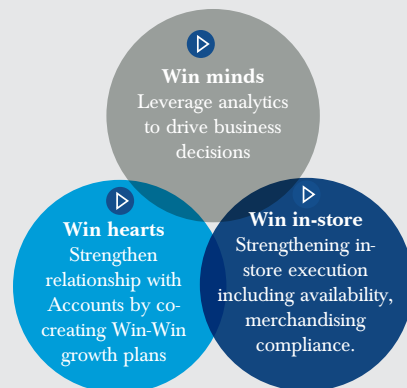 Win minds
Leverage analytics
to drive business
decisions
Win hearts
Strengthen
relationship with
Accounts by co-
creating Win-Win
growth plans
Win in-store
Strengthening in-
store execution
including availability,
merchandising
compliance.